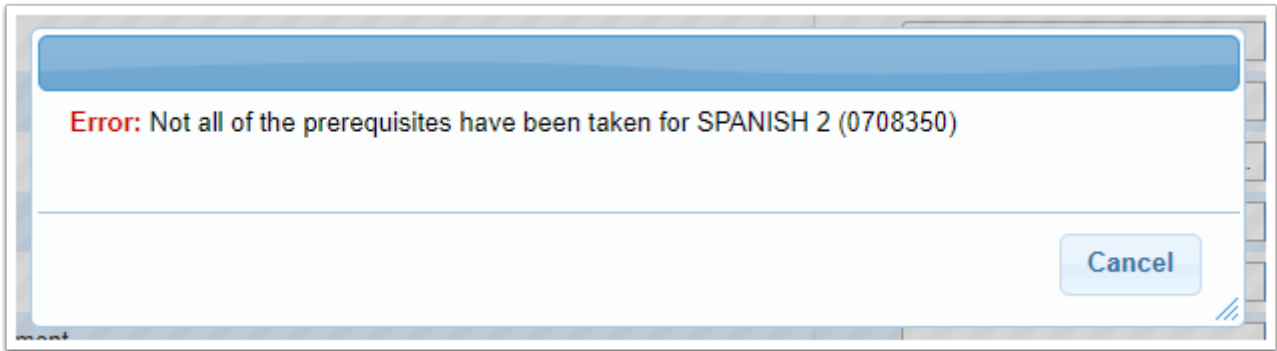 Error: Not all of the prerequisites have been taken for SPANISH 2 (0708350)
Cancel